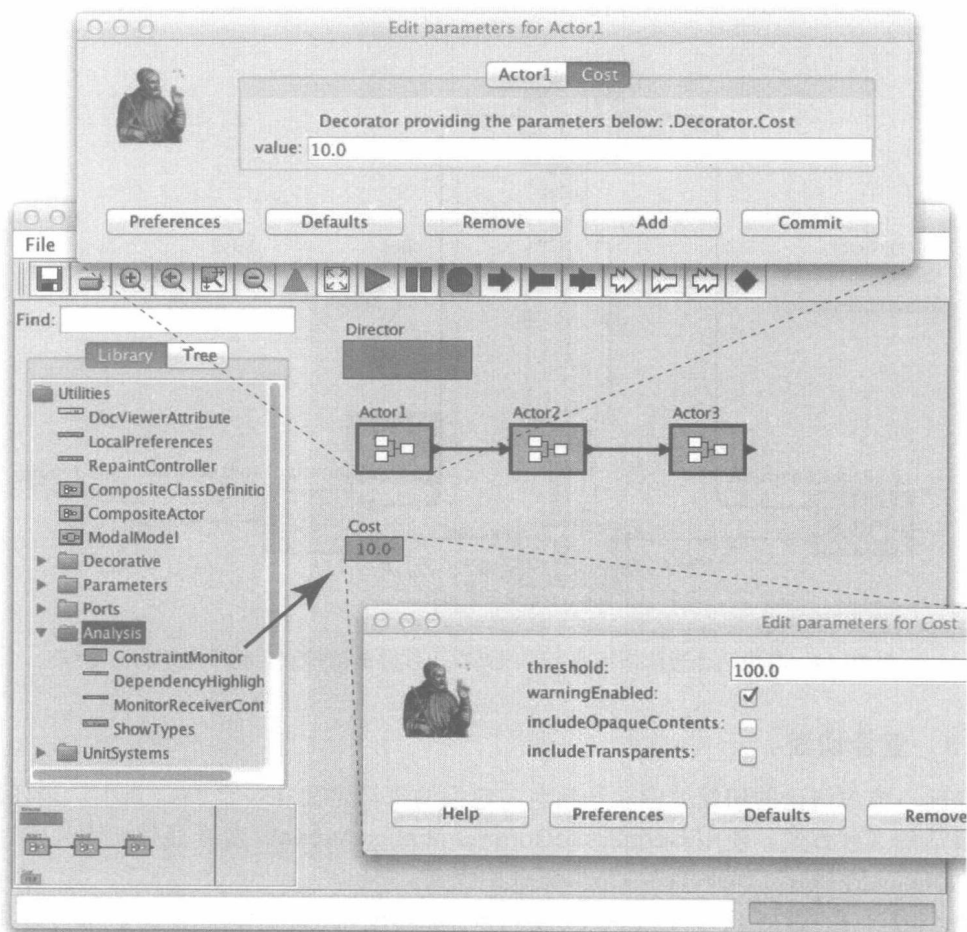 Edit parameters for Actor1
Actor1 Cost
Decorator providing the parameters below: .Decorator.Cost
value: 10.0
Preferences Defaults Remove Add Commit
File
Find:
Library Tree
Utilities
DocViewerAttribute
LocalPreferences
RepaintController
CompositeClassDefinitio
CompositeActor
ModalModel
Decorative
Parameters
Ports
Analysis
ConstraintMonitor
DependencyHighligh
MonitorReceiverCont
ShowTypes
UnitSystems
Director
Actor1 Actor2 Actor3
Cost
10.0
Edit parameters for Cost
threshold: 100.0
warningEnabled:
includeOpaqueContents:
includeTransparents:
Help Preferences Defaults Remove